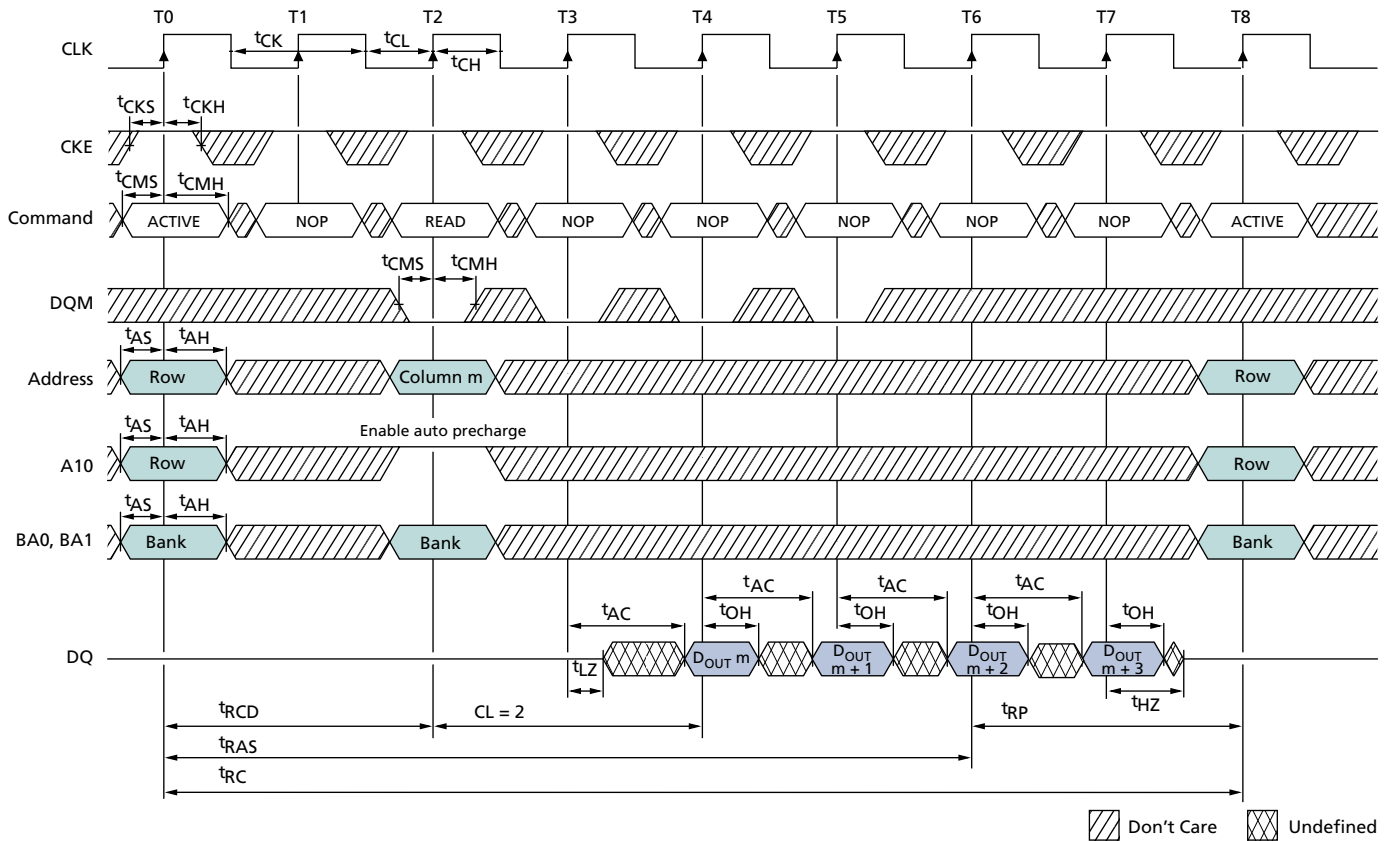 T0 T1 T2 T3 T4 T5 T6 T7 T8
CLK
tCK tCL
tCH
tCKS tCKH
CKE
tCMS tCMH
Command ACTIVE NOP READ NOP NOP NOP NOP NOP ACTIVE
tCMS tCMH
DQM
tAS tAH
Address Row Column m Row
tAS tAH
Enable auto precharge
A10 Row Row
tAS tAH
BA0, BA1 Bank Bank Bank
tAC tAC tAC
tAC tOH tOH tOH tOH
DQ DOUT m DOUT m + 1 DOUT m + 2 DOUT m + 3
tLZ tHZ
tRCD CL = 2 tRP
tRAS
tRC
Don't Care Undefined